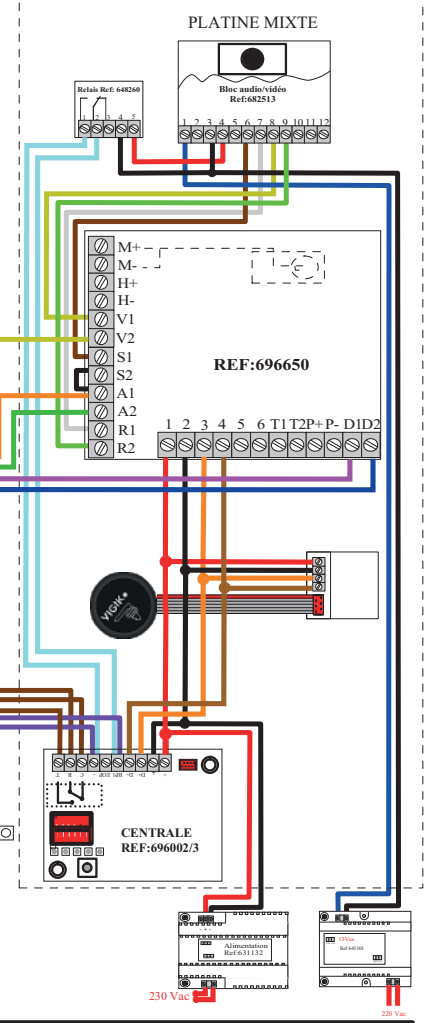 PLATINE MIXTE
Relais Ref: 648260
1 2 3 4 5
Bloc audio/vidéo
Ref:682513
1 2 3 4 5 6 7 8 9 10 11 12
M+
M-
H+
H-
V1
V2
S1
S2
A1
A2
R1
R2
REF:696650
1 2 3 4 5 6 T1 T2 P+ P- D1 D2
VIGIK
T R C - BP2 BP1 D- D+ - +
CENTRALE
REF:696002/3
- + -
Alimentation
Ref:631132
230 Vac
13Vca
220 Vac